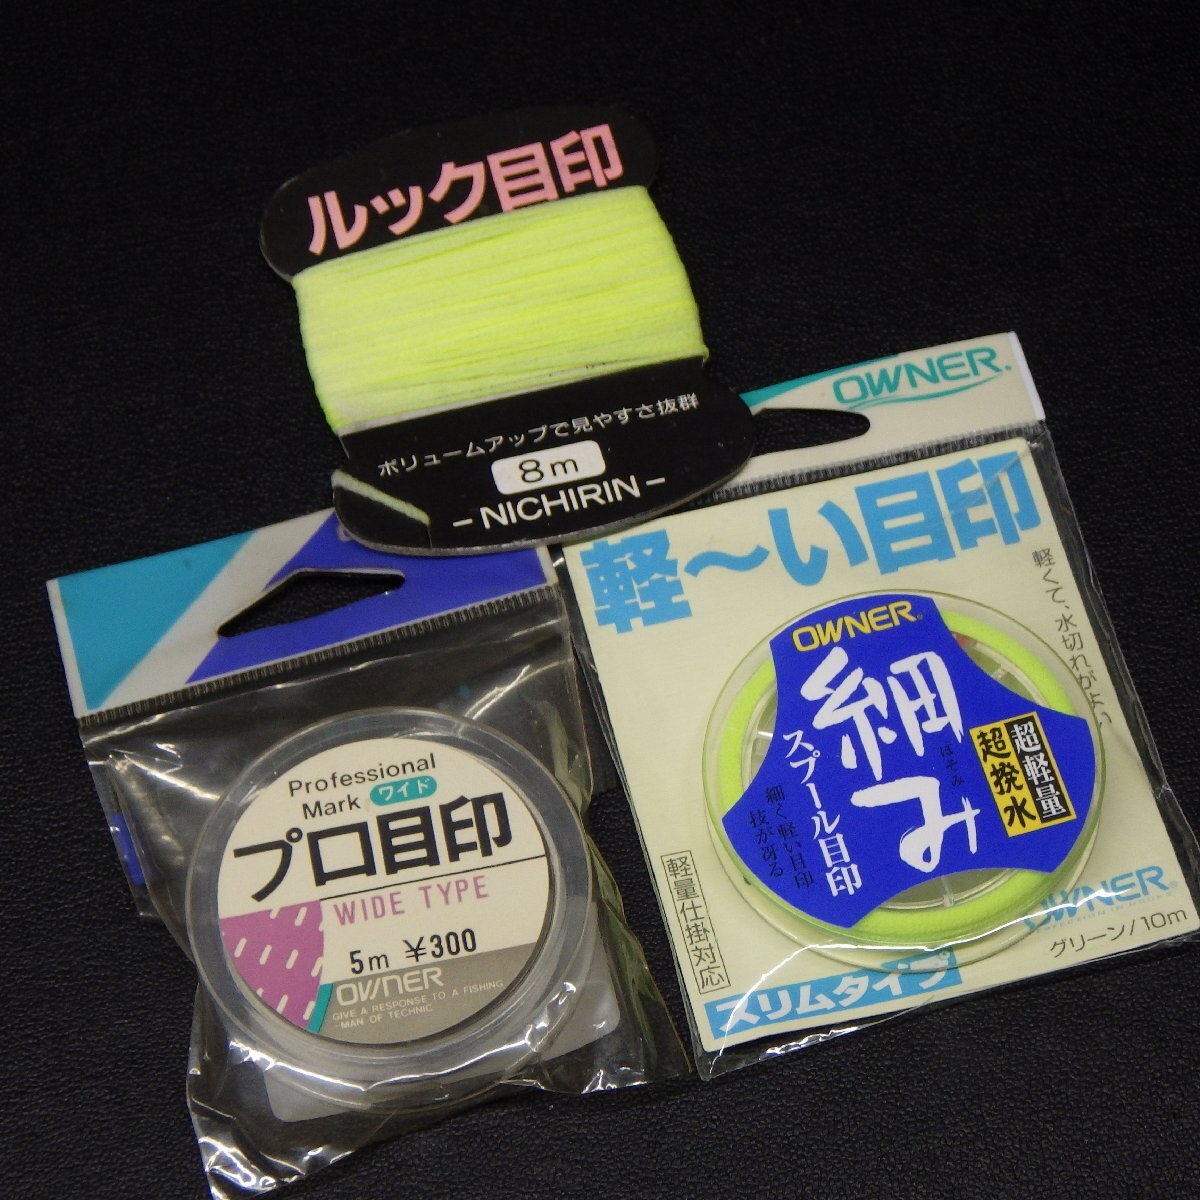 ルック目印
ボリュームアップで見やすさ抜群
8m
- NICHIRIN -
OWNER
軽〜い目印
軽くて、水切れがよい
OWNER
細み
ほそみ
スプール目印
細く軽い目印
技が冴る
超軽量
超撥水
軽量仕掛対応
OWNER
グリーン/10m
スリムタイプ
Professional
Mark ワイド
プロ目印
WIDE TYPE
5m ¥300
OWNER
GIVE A RESPONSE TO A FISHING
MAN OF TECHNIC